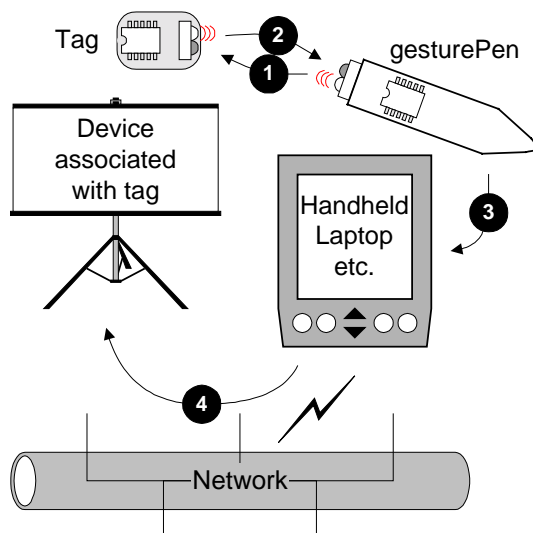 Tag
2
1
gesturePen
Device
associated
with tag
Handheld
Laptop
etc.
3
4
Network